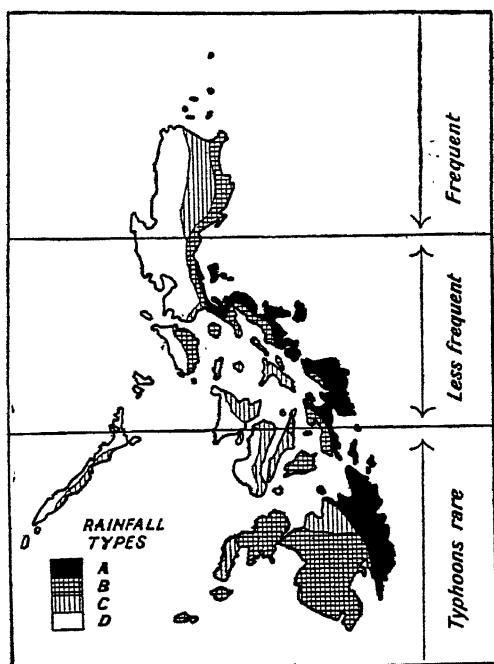 Frequent
Less frequent
Typhoons rare
RAINFALL
TYPES
A
B
C
D